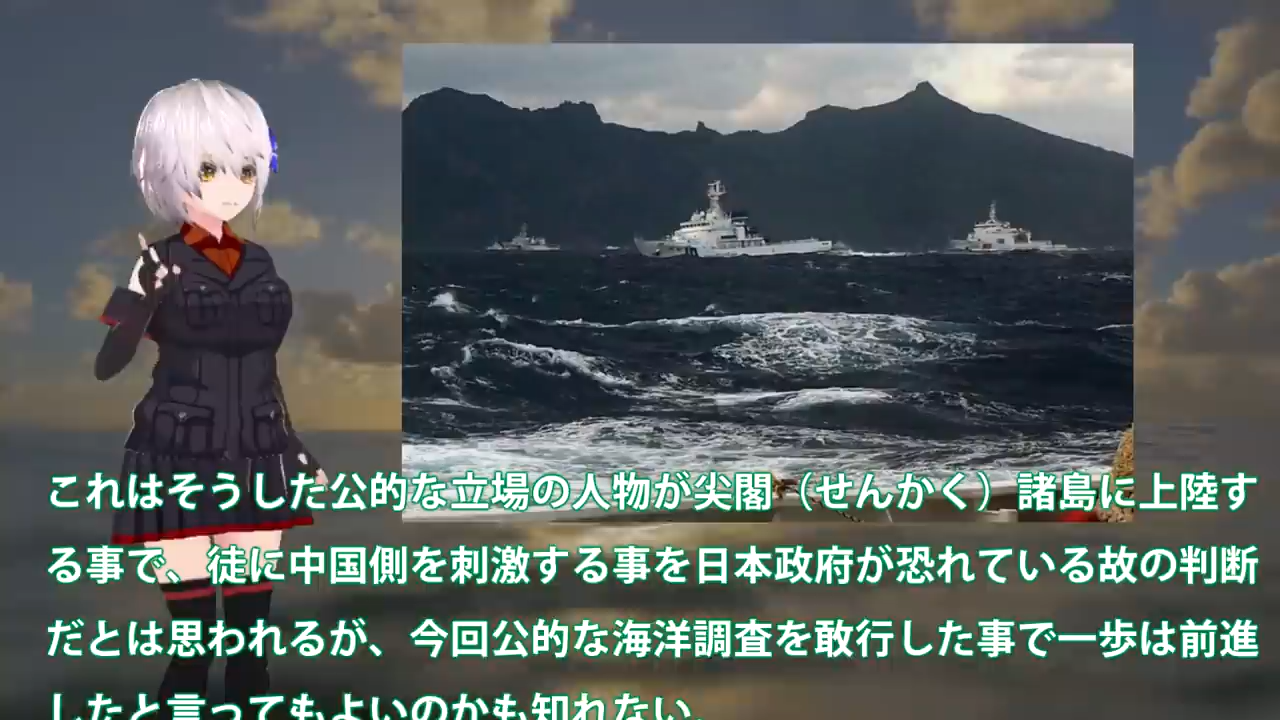 これはそうした公的な立場の人物が尖閣（せんかく）諸島に上陸す
る事で、徒に中国側を刺激する事を日本政府が恐れている故の判断
だとは思われるが、今回公的な海洋調査を敢行した事で一歩は前進
したと言ってもよいのかも知れない。